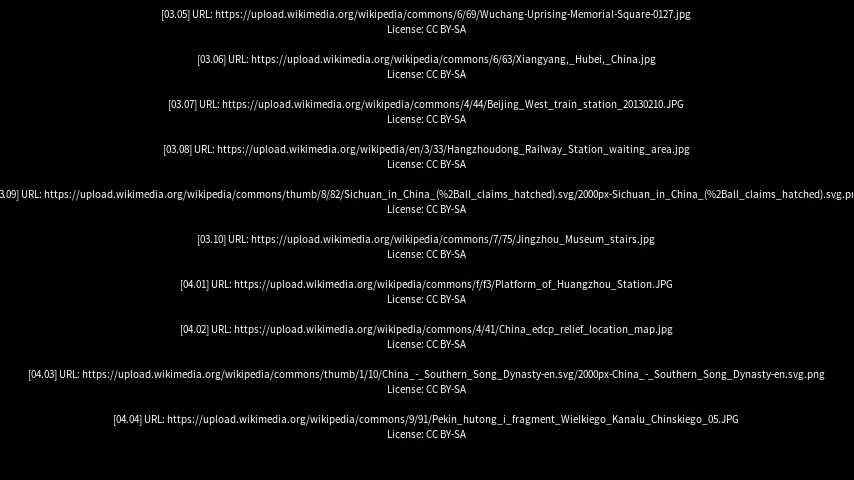 [03.05] URL: https://upload.wikimedia.org/wikipedia/commons/6/69/Wuchang-Uprising-Memorial-Square-0127.jpg
License: CC BY-SA
[03.06] URL: https://upload.wikimedia.org/wikipedia/commons/6/63/Xiangyang,_Hubei,_China.jpg
License: CC BY-SA
[03.07] URL: https://upload.wikimedia.org/wikipedia/commons/4/44/Beijing_West_train_station_20130210.JPG
License: CC BY-SA
[03.08] URL: https://upload.wikimedia.org/wikipedia/en/3/33/Hangzhoudong_Railway_Station_waiting_area.jpg
License: CC BY-SA
3.09] URL: https://upload.wikimedia.org/wikipedia/commons/thumb/8/82/Sichuan_in_China_(%2Ball_claims_hatched).svg/2000px-Sichuan_in_China_(%2Ball_claims_hatched).svg.pn
License: CC BY-SA
[03.10] URL: https://upload.wikimedia.org/wikipedia/commons/7/75/Jingzhou_Museum_stairs.jpg
License: CC BY-SA
[04.01] URL: https://upload.wikimedia.org/wikipedia/commons/f/f3/Platform_of_Huangzhou_Station.JPG
License: CC BY-SA
[04.02] URL: https://upload.wikimedia.org/wikipedia/commons/4/41/China_edcp_relief_location_map.jpg
License: CC BY-SA
[04.03] URL: https://upload.wikimedia.org/wikipedia/commons/thumb/1/10/China_-_Southern_Song_Dynasty-en.svg/2000px-China_-_Southern_Song_Dynasty-en.svg.png
License: CC BY-SA
[04.04] URL: https://upload.wikimedia.org/wikipedia/commons/9/91/Pekin_hutong_i_fragment_Wielkiego_Kanalu_Chinskiego_05.JPG
License: CC BY-SA